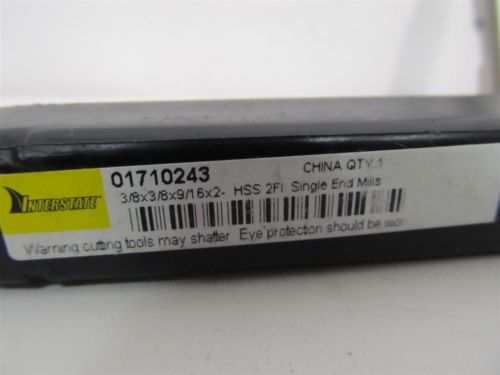 INTERSTATE
01710243
CHINA QTY.1
3/8x3/8x9/16x2- HSS 2Fl. Single End Mills
Warning cutting tools may shatter. Eye protection should be wor